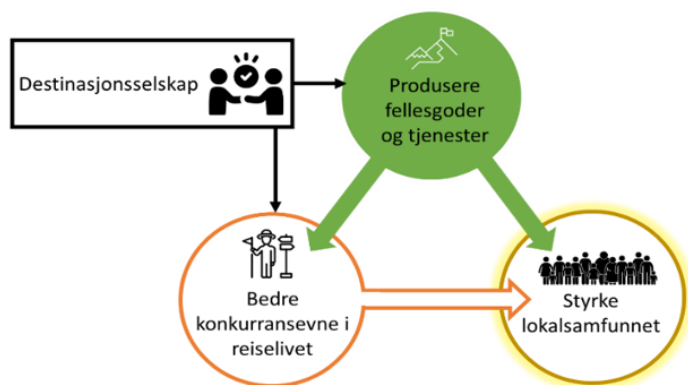 Destinasjonsselskap
Produsere
fellesgoder
og tjenester
Bedre
konkurransevne i
reiselivet
Styrke
lokalsamfunnet